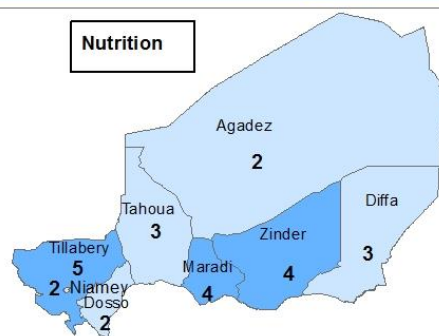 Nutrition
Agadez
2
Diffa
3
Tahoua
3
Zinder
4
Maradi
4
Tillabery
5
2 Niamey
Dosso
2